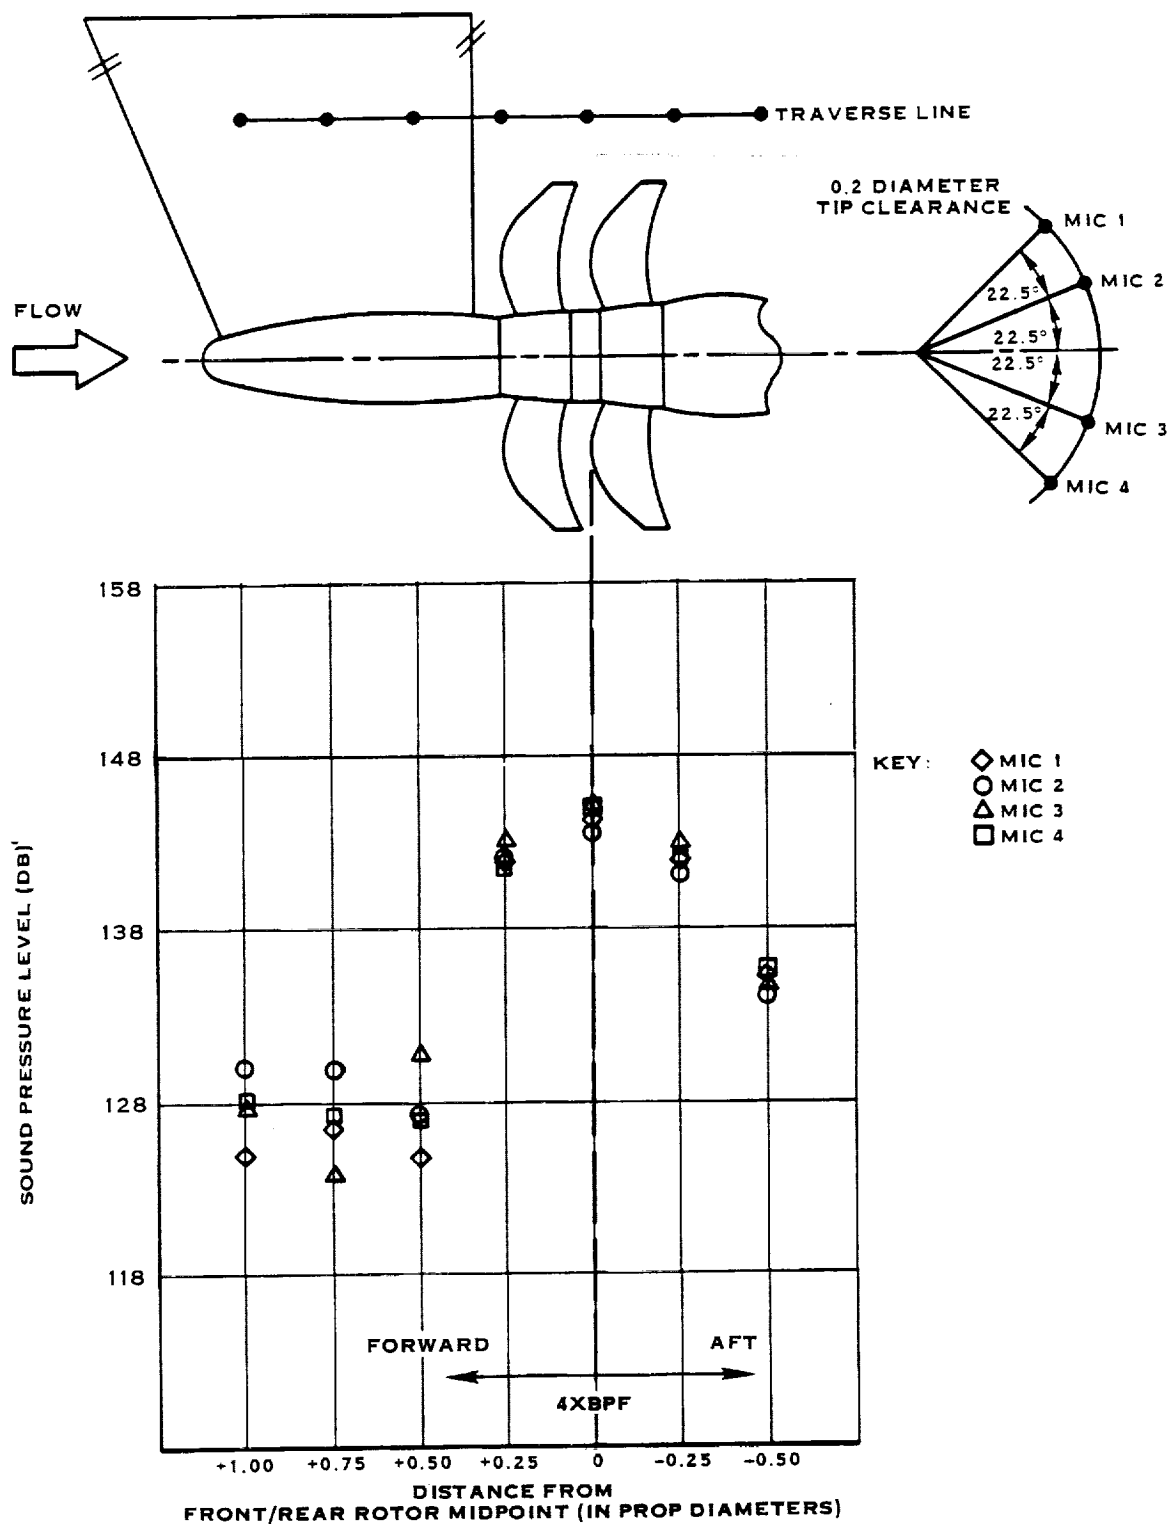 TRAVERSE LINE
0.2 DIAMETER
TIP CLEARANCE
MIC 1
MIC 2
22.5°
FLOW
22.5°
22.5°
22.5°
MIC 3
MIC 4
158
148
KEY:
MIC 1
MIC 2
MIC 3
MIC 4
138
SOUND PRESSURE LEVEL (DB)
128
118
FORWARD
AFT
4XBPF
+1.00 +0.75 +0.50 +0.25 0 -0.25 -0.50
DISTANCE FROM
FRONT/REAR ROTOR MIDPOINT (IN PROP DIAMETERS)